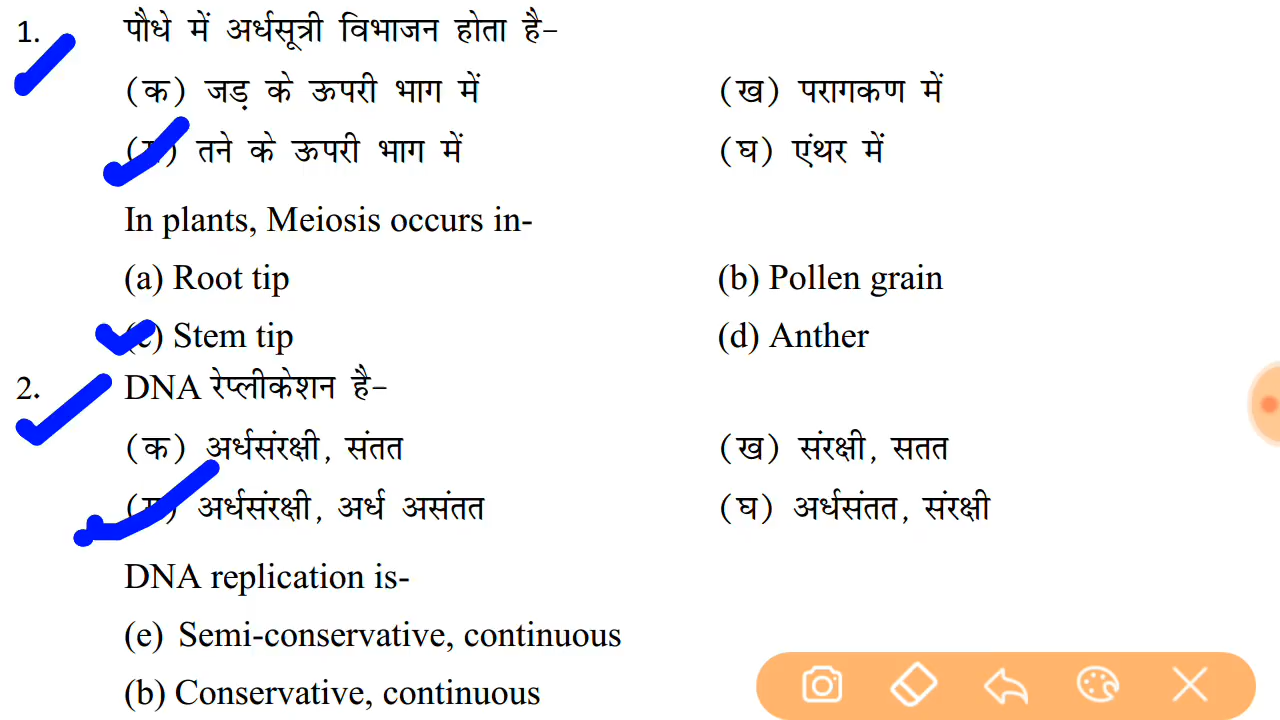 1. पौधे में अर्धसूत्री विभाजन होता है-
(क) जड़ के ऊपरी भाग में (ख) परागकण में
तने के ऊपरी भाग में (घ) एंथर में
In plants, Meiosis occurs in-
(a) Root tip (b) Pollen grain
(c) Stem tip (d) Anther
2. DNA रेप्लीकेशन है-
(क) अर्धसंरक्षी, संतत (ख) संरक्षी, सतत
अर्धसंरक्षी, अर्ध असंतत (घ) अर्धसंतत, संरक्षी
DNA replication is-
(e) Semi-conservative, continuous
(b) Conservative, continuous